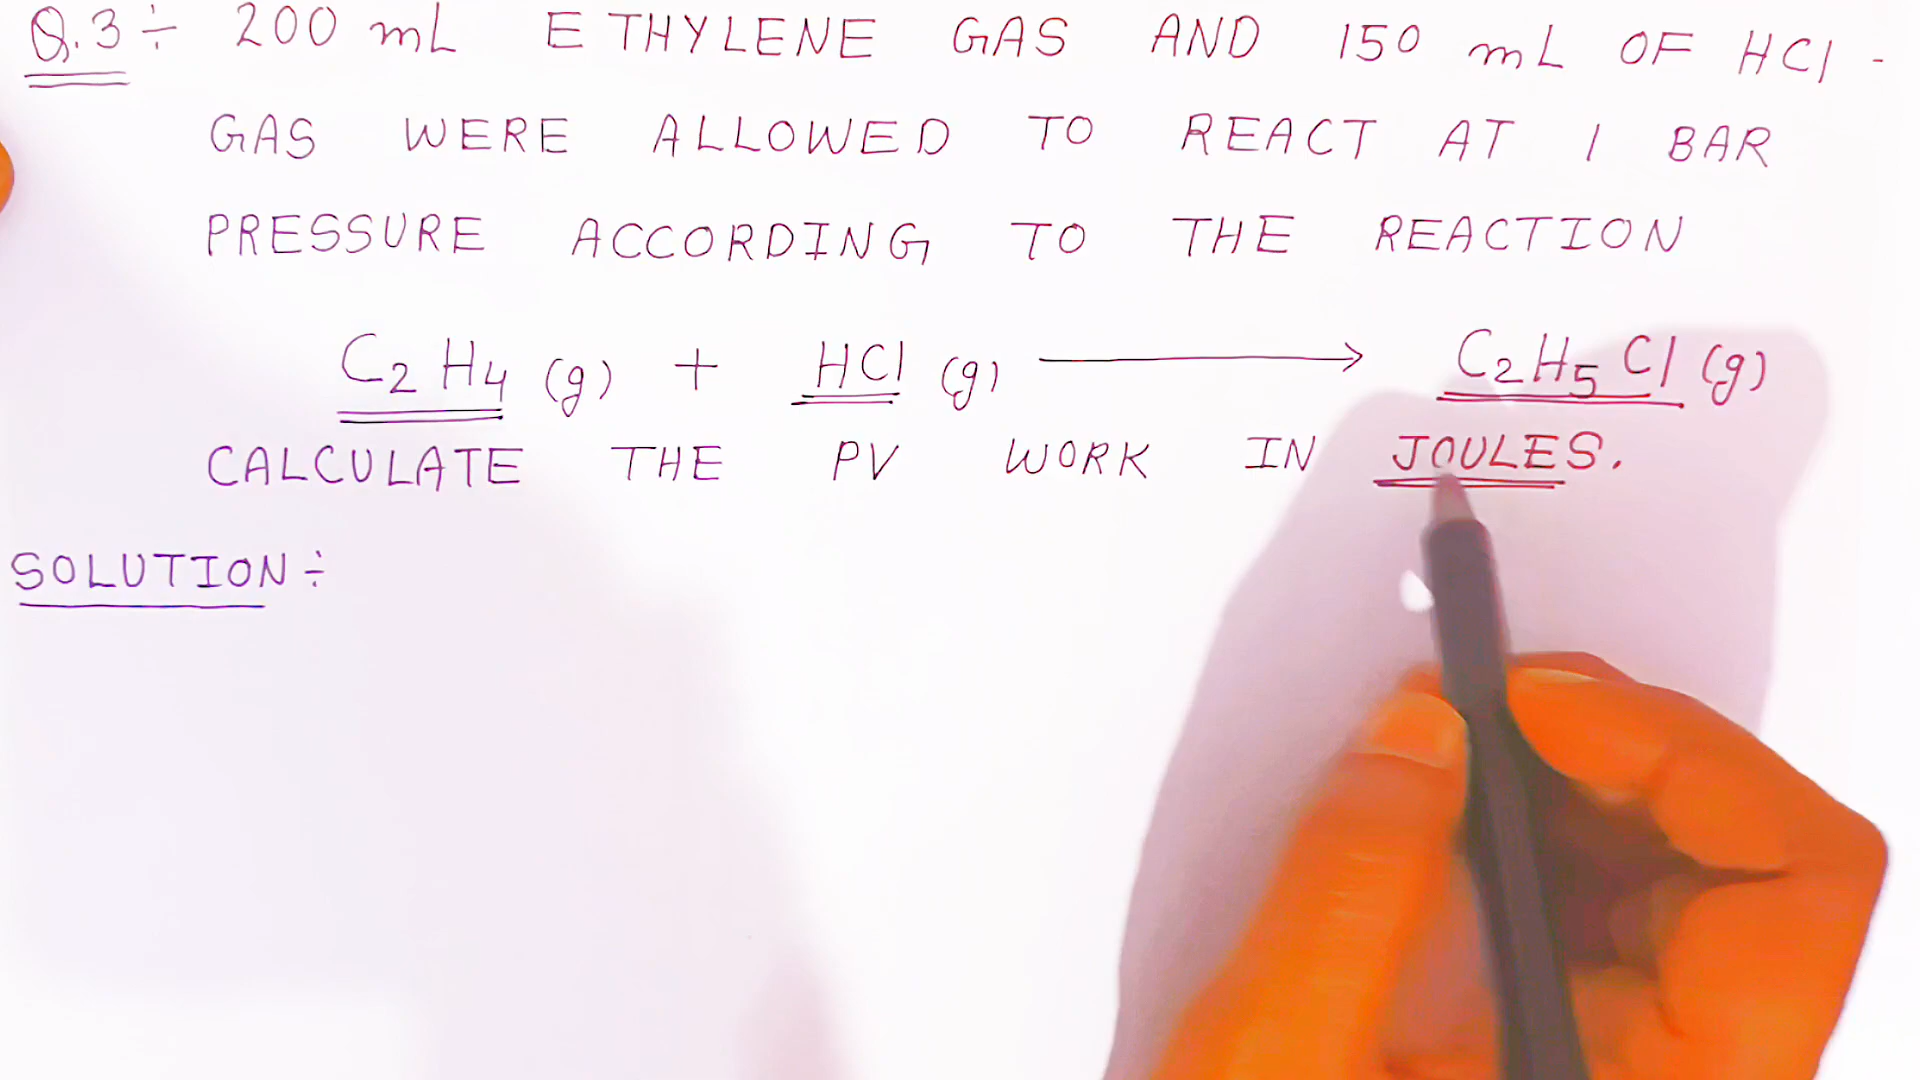 Q.3÷ 200 mL ETHYLENE GAS AND 150 mL OF HCl -
GAS WERE ALLOWED TO REACT AT 1 BAR
PRESSURE ACCORDING TO THE REACTION
C2H4 (g) + HCl (g) → C2H5Cl (g)
CALCULATE THE PV WORK IN JOULES.
SOLUTION÷